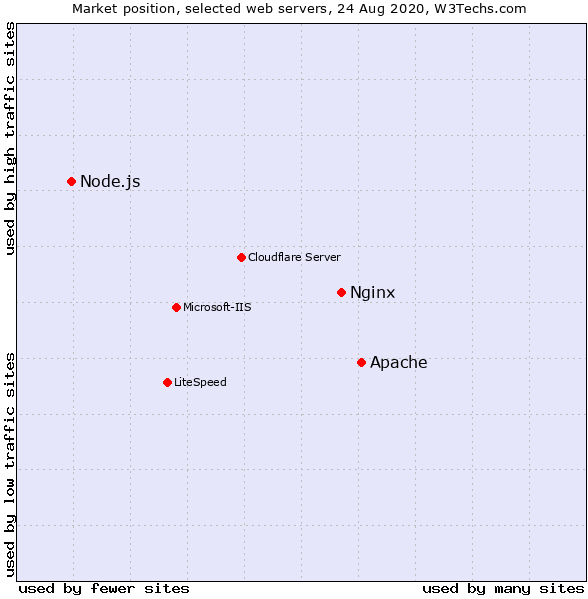 Market position, selected web servers, 24 Aug 2020, W3Techs.com
used by high traffic sites
Node.js
Cloudflare Server
Nginx
Microsoft-IIS
Apache
LiteSpeed
used by low traffic sites
used by fewer sites
used by many sites